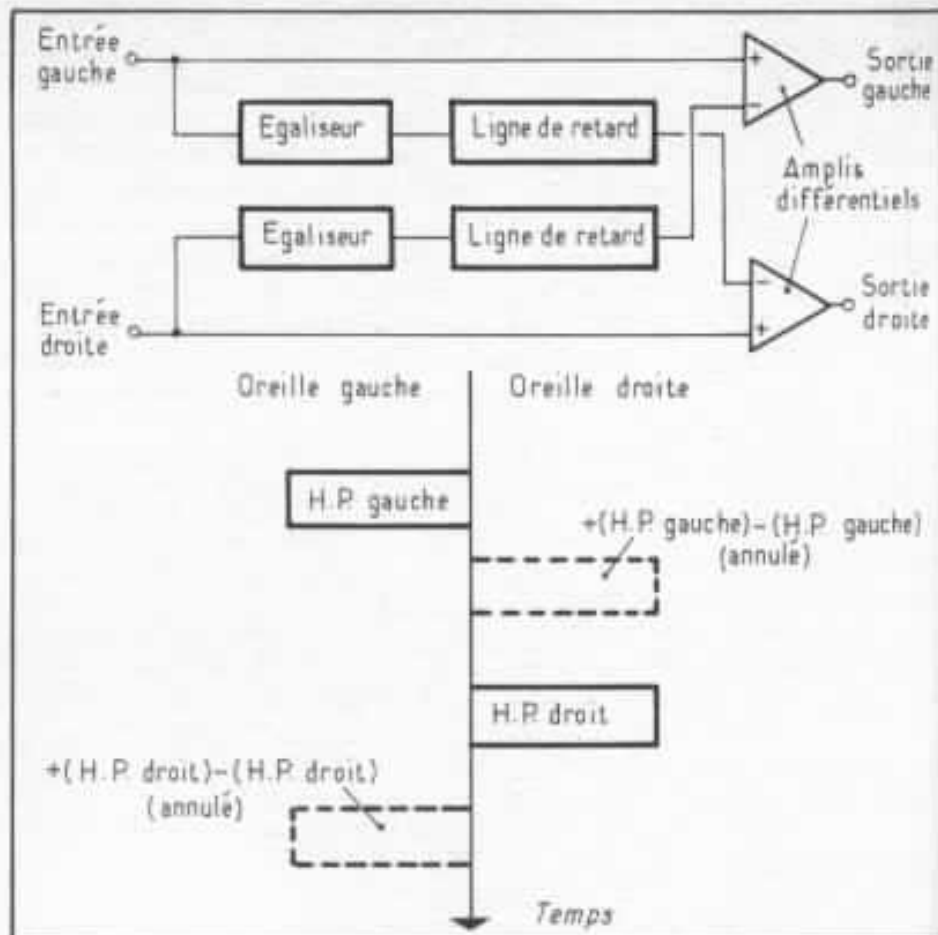 Entrée
gauche
Egaliseur
Ligne de retard
+
−
Sortie
gauche
Amplis
différentiels
Egaliseur
Ligne de retard
Entrée
droite
−
+
Sortie
droite
Oreille gauche
Oreille droite
H.P. gauche
+(H.P. gauche)−(H.P. gauche)
(annulé)
H.P. droit
+(H.P. droit)−(H.P. droit)
(annulé)
Temps